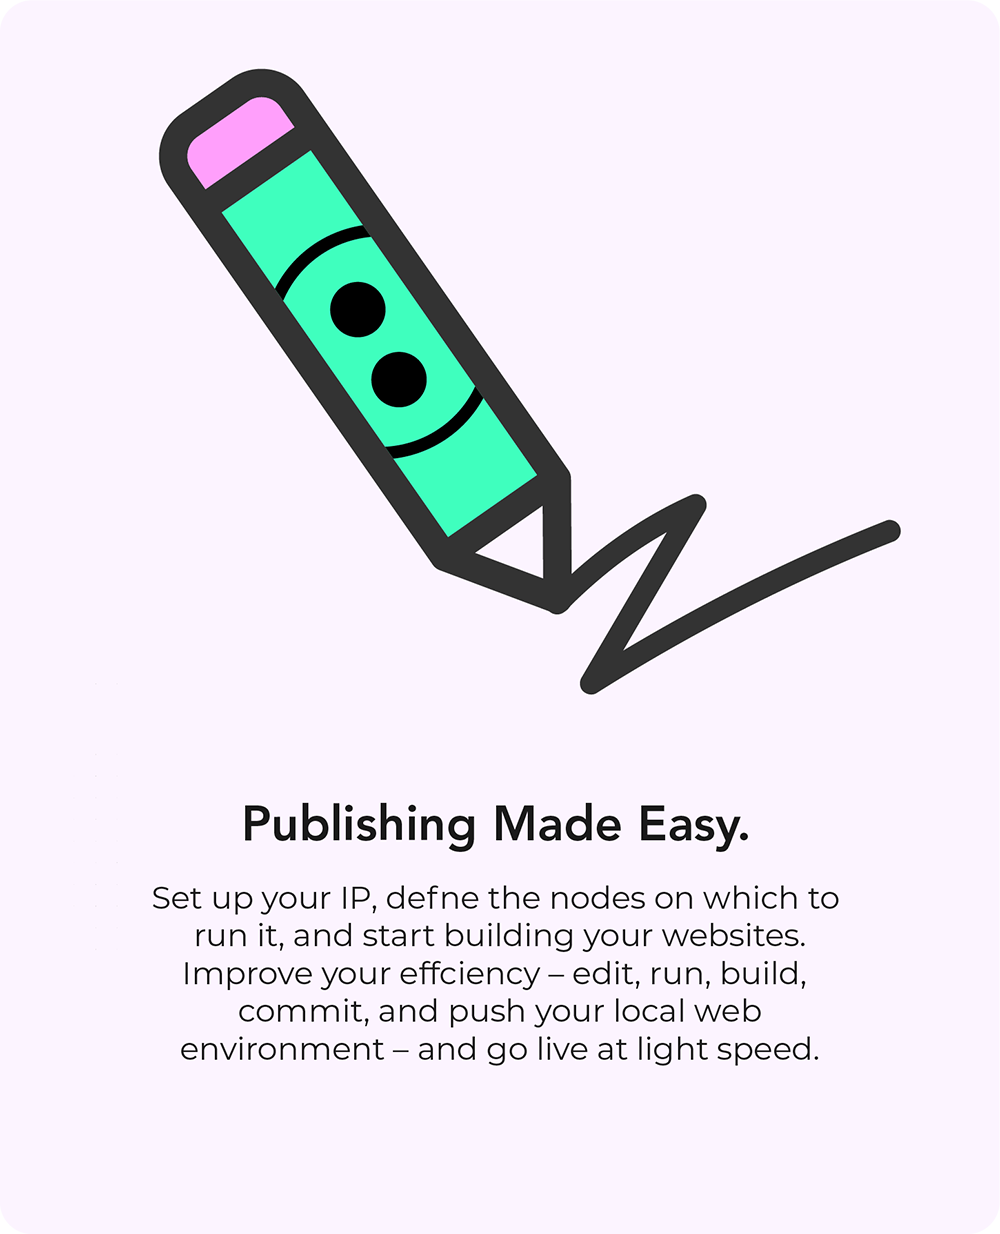 Publishing Made Easy.
Set up your IP, defne the nodes on which to
run it, and start building your websites.
Improve your effciency – edit, run, build,
commit, and push your local web
environment – and go live at light speed.